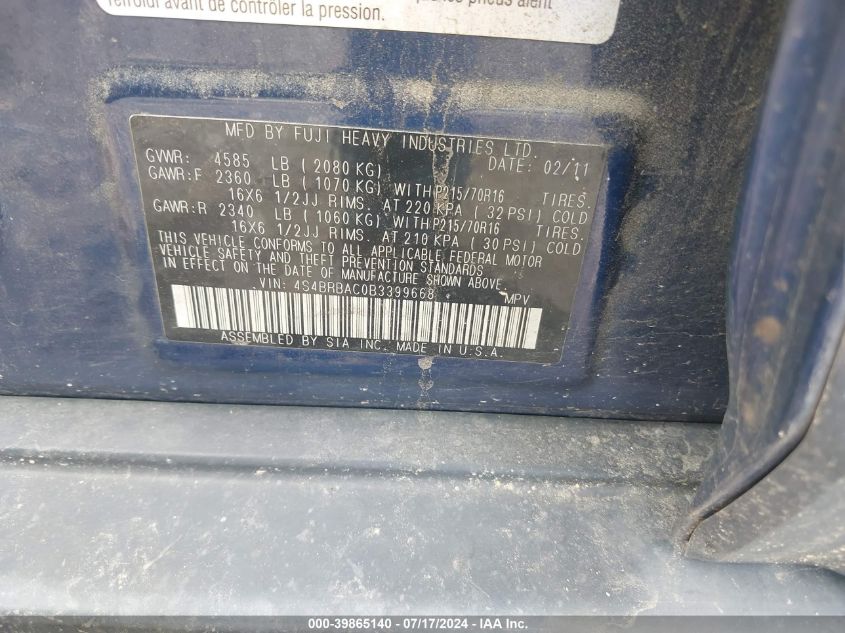 refroidi avant de contrôler la pression.
pneus aient
MFD BY FUJI HEAVY INDUSTRIES LTD.
GVWR: 4585 LB ( 2080 KG) DATE: 02/11
GAWR:F 2360 LB ( 1070 KG) WITH P215/70R16 TIRES.
16X6 1/2JJ RIMS. AT 220 KPA ( 32 PSI) COLD
GAWR:R 2340 LB ( 1060 KG) WITH P215/70R16 TIRES.
16X6 1/2JJ RIMS. AT 210 KPA ( 30 PSI) COLD
THIS VEHICLE CONFORMS TO ALL APPLICABLE FEDERAL MOTOR
VEHICLE SAFETY AND THEFT PREVENTION STANDARDS
IN EFFECT ON THE DATE OF MANUFACTURE SHOWN ABOVE.
VIN: 4S4BRBAC0B3399668 MPV
ASSEMBLED BY SIA INC. MADE IN U.S.A.
000-39865140 - 07/17/2024 - IAA Inc.